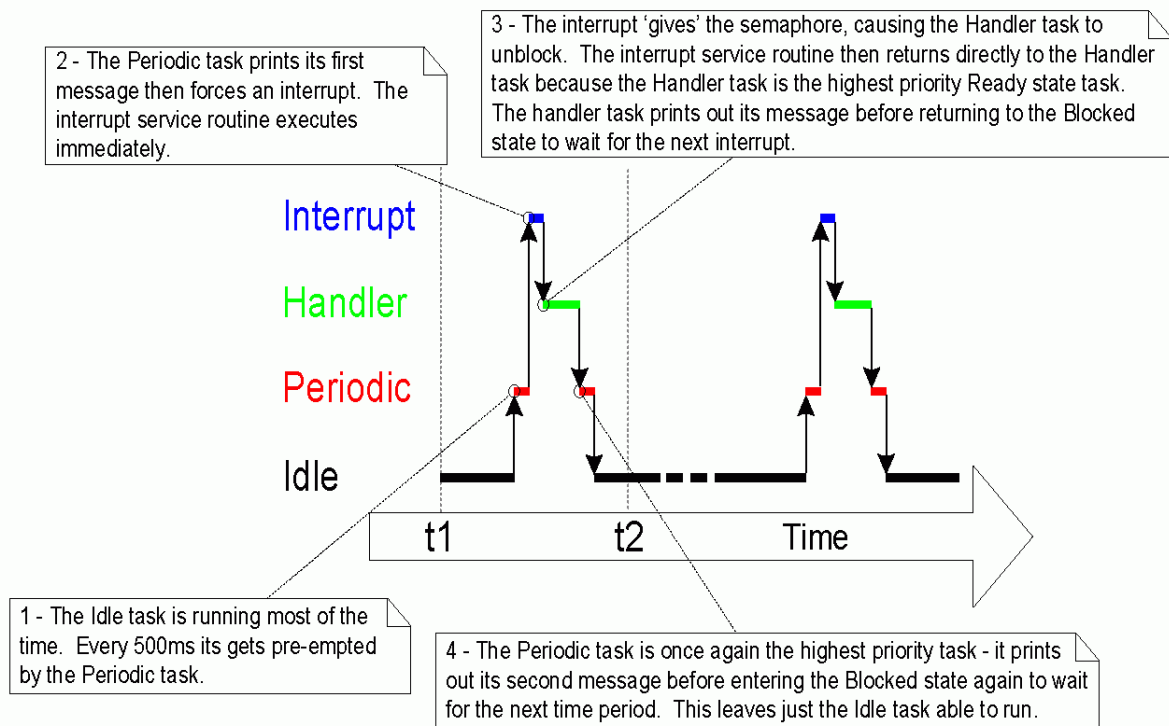 2 - The Periodic task prints its first
message then forces an interrupt.  The
interrupt service routine executes
immediately.
3 - The interrupt ‘gives’ the semaphore, causing the Handler task to
unblock.  The interrupt service routine then returns directly to the Handler
task because the Handler task is the highest priority Ready state task.
The handler task prints out its message before returning to the Blocked
state to wait for the next interrupt.
Interrupt
Handler
Periodic
Idle
t1
t2
Time
1 - The Idle task is running most of the
time.  Every 500ms its gets pre-empted
by the Periodic task.
4 - The Periodic task is once again the highest priority task - it prints
out its second message before entering the Blocked state again to wait
for the next time period.  This leaves just the Idle task able to run.